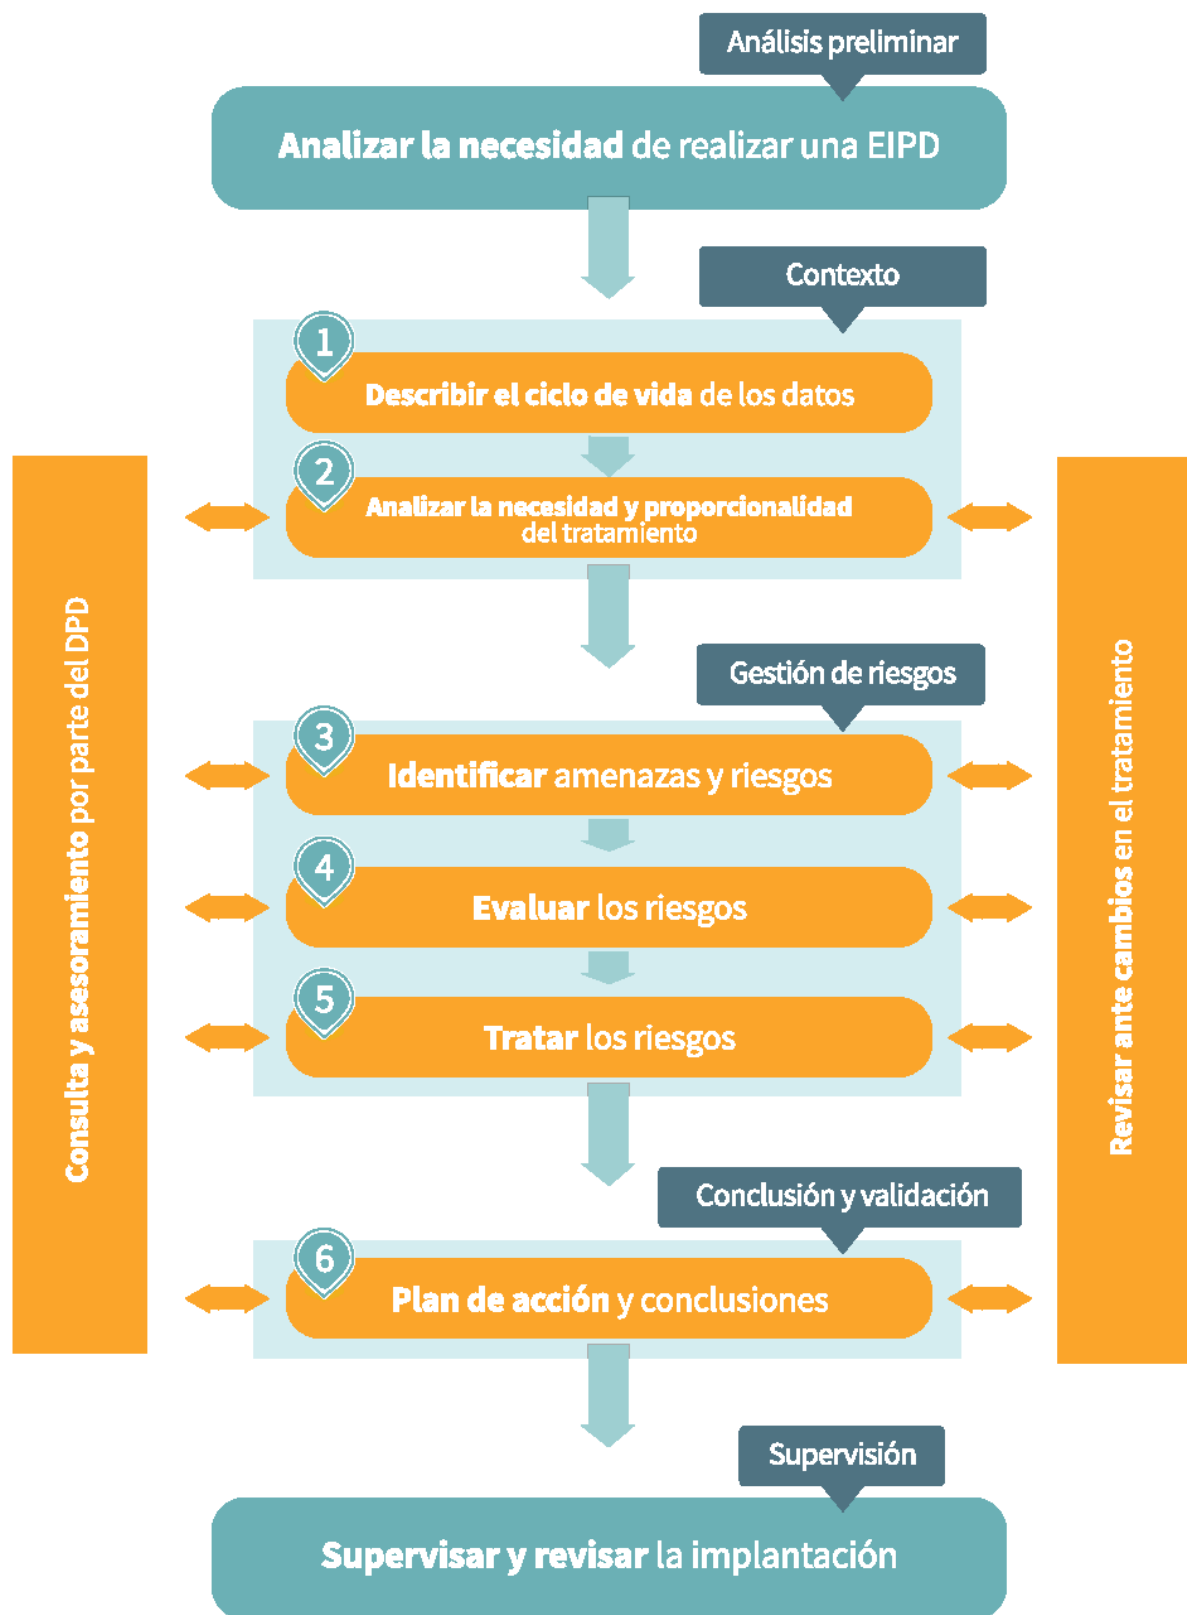 Análisis preliminar
Analizar la necesidad de realizar una EIPD
Contexto
1
Describir el ciclo de vida de los datos
2
Analizar la necesidad y proporcionalidad
del tratamiento
Consulta y asesoramiento por parte del DPD
Revisar ante cambios en el tratamiento
Gestión de riesgos
3
Identificar amenazas y riesgos
4
Evaluar los riesgos
5
Tratar los riesgos
Conclusión y validación
6
Plan de acción y conclusiones
Supervisión
Supervisar y revisar la implantación